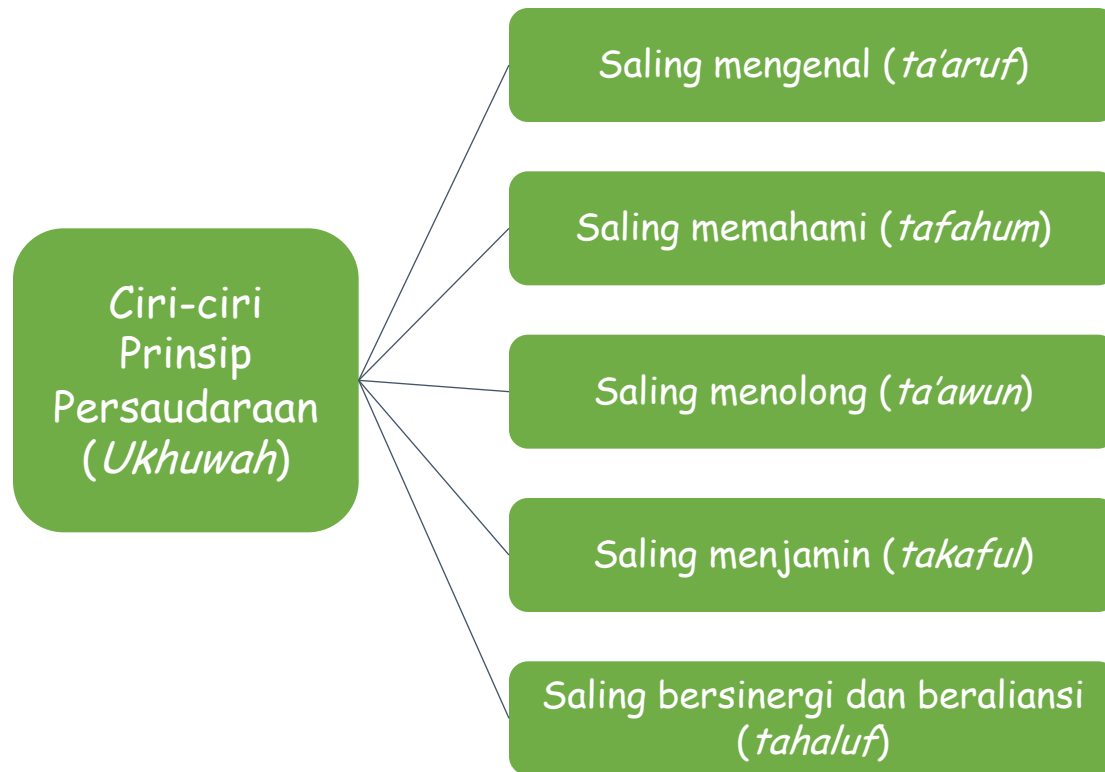 Ciri-ciri
Prinsip
Persaudaraan
(Ukhuwah)
Saling mengenal (ta'aruf)
Saling memahami (tafahum)
Saling menolong (ta'awun)
Saling menjamin (takaful)
Saling bersinergi dan beraliansi
(tahaluf)